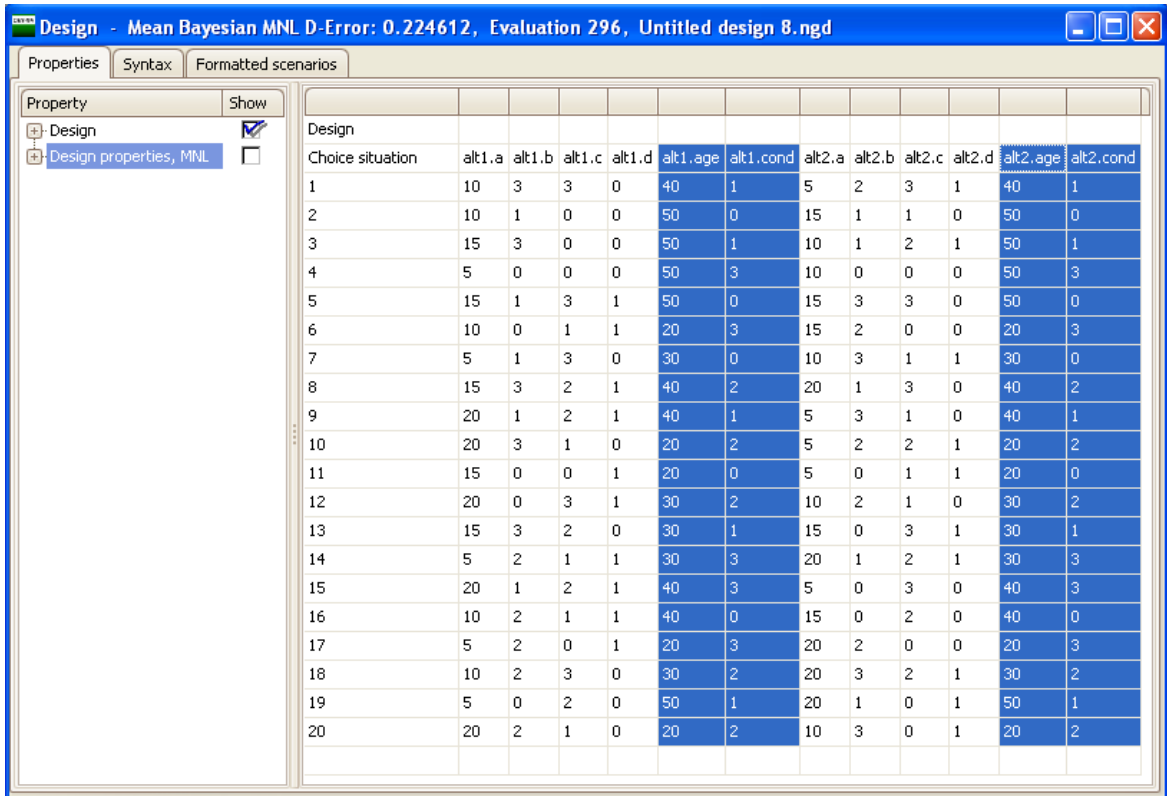 Design - Mean Bayesian MNL D-Error: 0.224612, Evaluation 296, Untitled design 8.ngd
Properties Syntax Formatted scenarios
Property Show
Design
Design properties, MNL
Design
Choice situation alt1.a alt1.b alt1.c alt1.d alt1.age alt1.cond alt2.a alt2.b alt2.c alt2.d alt2.age alt2.cond
1 10 3 3 0 40 1 5 2 3 1 40 1
2 10 1 0 0 50 0 15 1 1 0 50 0
3 15 3 0 0 50 1 10 1 2 1 50 1
4 5 0 0 0 50 3 10 0 0 0 50 3
5 15 1 3 1 50 0 15 3 3 0 50 0
6 10 0 1 1 20 3 15 2 0 0 20 3
7 5 1 3 0 30 0 10 3 1 1 30 0
8 15 3 2 1 40 2 20 1 3 0 40 2
9 20 1 2 1 40 1 5 3 1 0 40 1
10 20 3 1 0 20 2 5 2 2 1 20 2
11 15 0 0 1 20 0 5 0 1 1 20 0
12 20 0 3 1 30 2 10 2 1 0 30 2
13 15 3 2 0 30 1 15 0 3 1 30 1
14 5 2 1 1 30 3 20 1 2 1 30 3
15 20 1 2 1 40 3 5 0 3 0 40 3
16 10 2 1 1 40 0 15 0 2 0 40 0
17 5 2 0 1 20 3 20 2 0 0 20 3
18 10 2 3 0 30 2 20 3 2 1 30 2
19 5 0 2 0 50 1 20 1 0 1 50 1
20 20 2 1 0 20 2 10 3 0 1 20 2